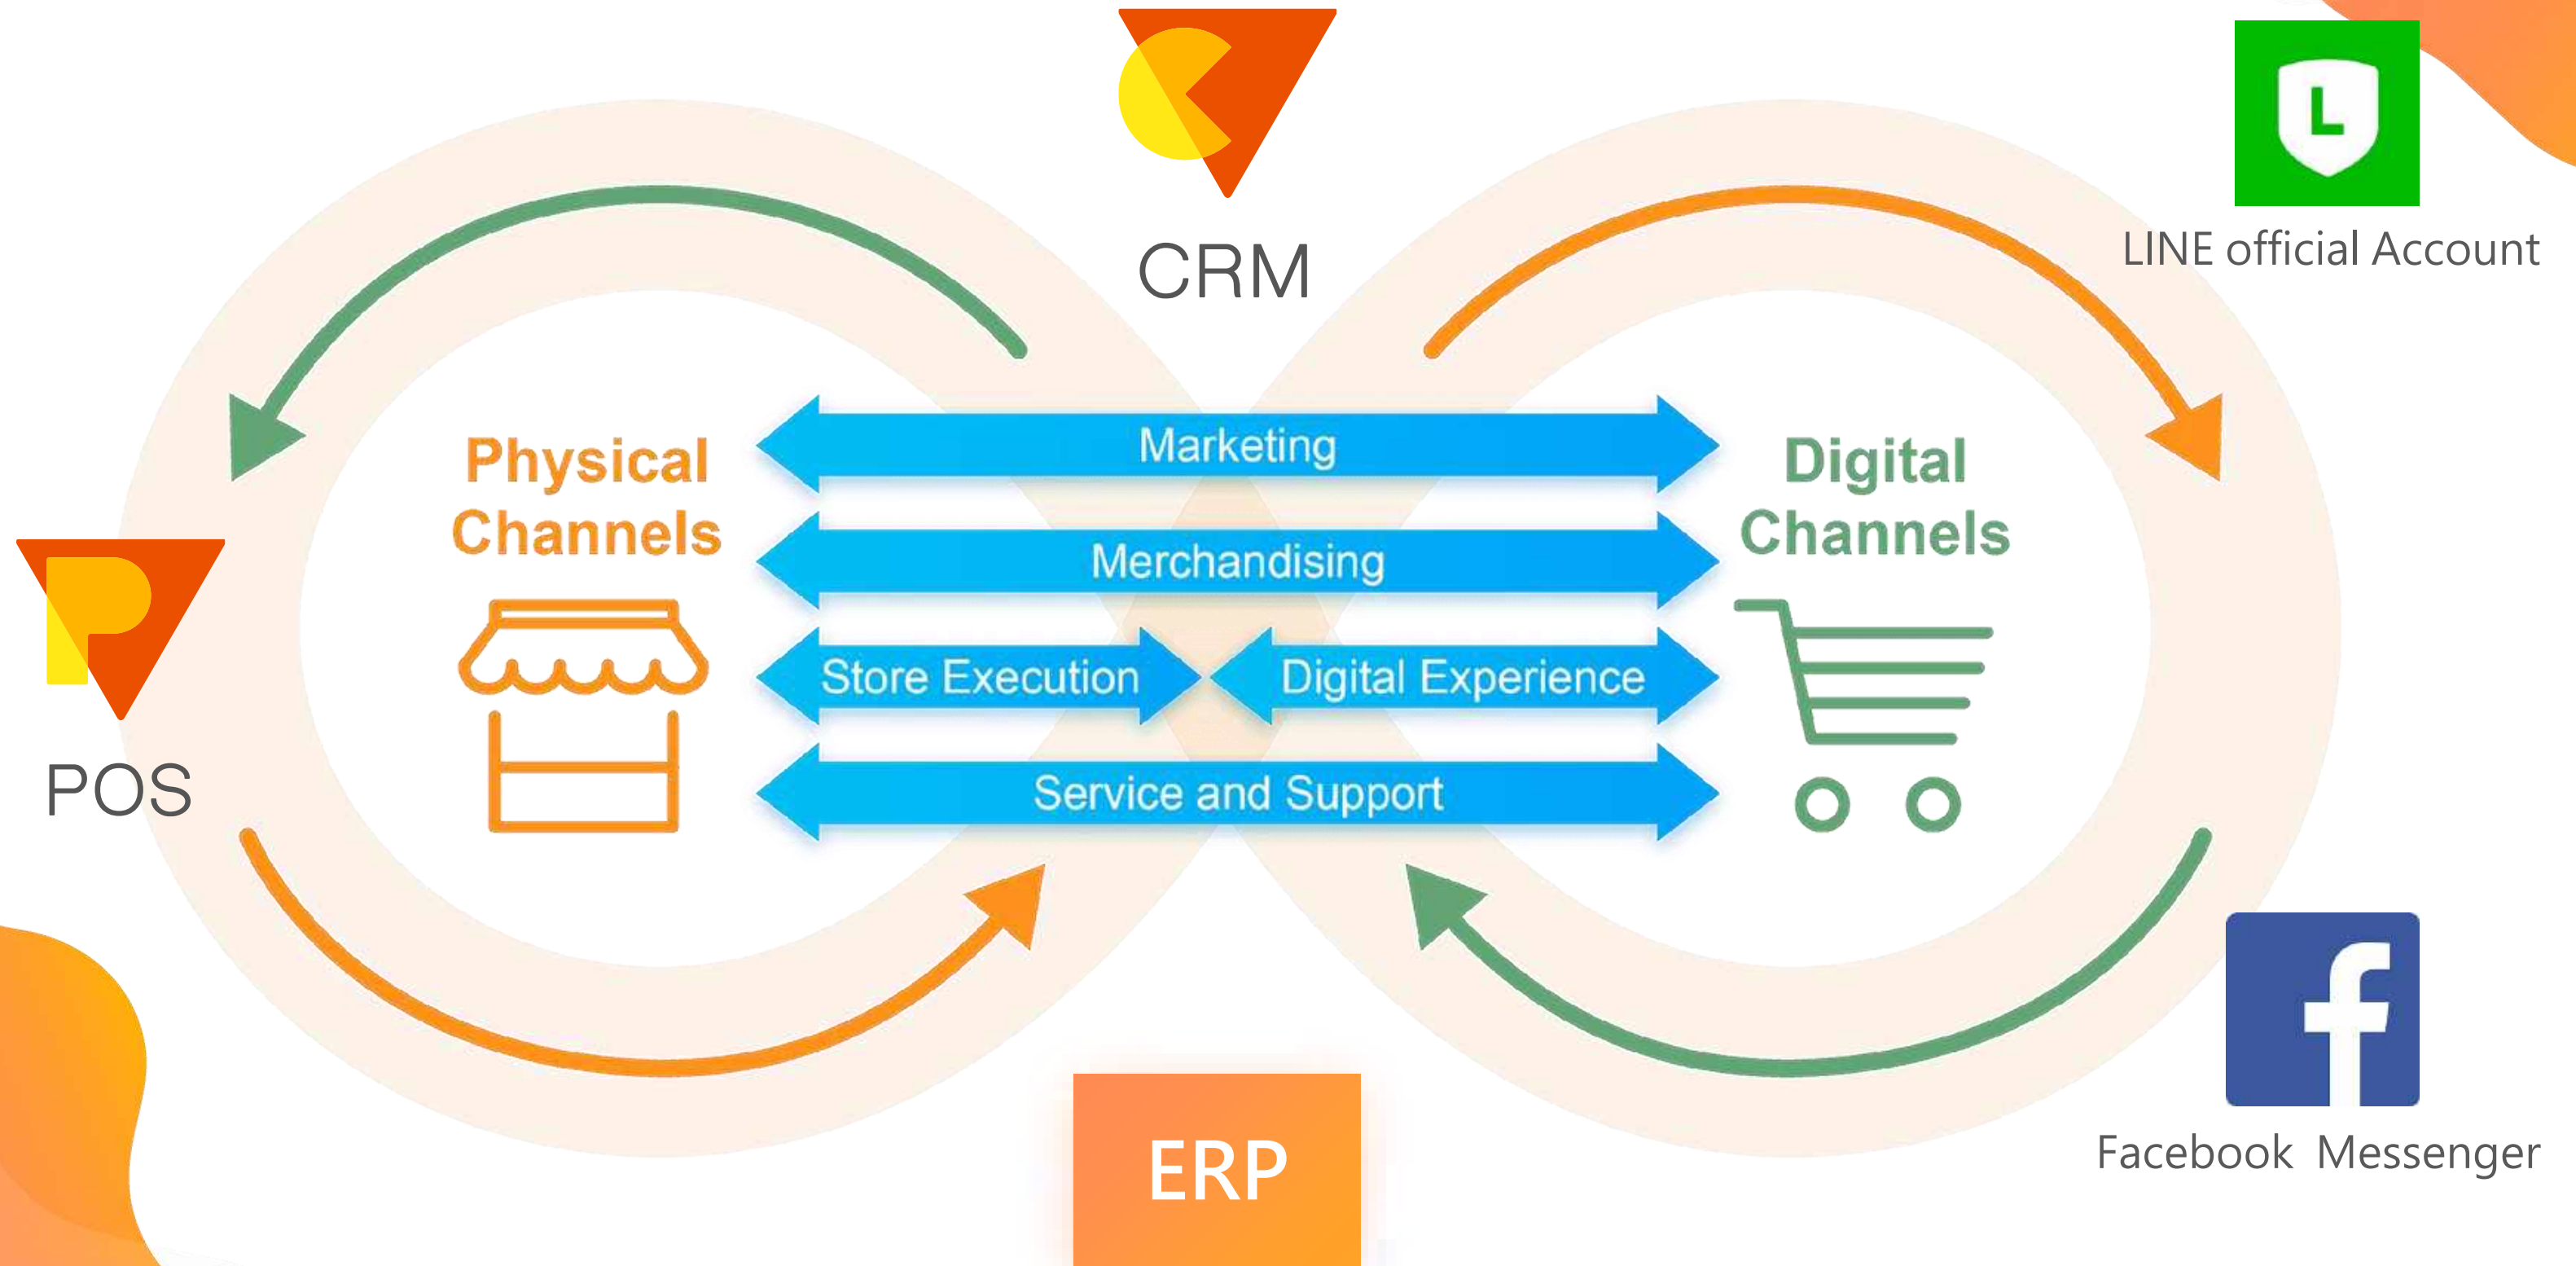 CRM
L
LINE official Account
Physical
Channels
Marketing
Digital
Channels
Merchandising
Store Execution
Digital Experience
Service and Support
P
POS
f
Facebook Messenger
ERP